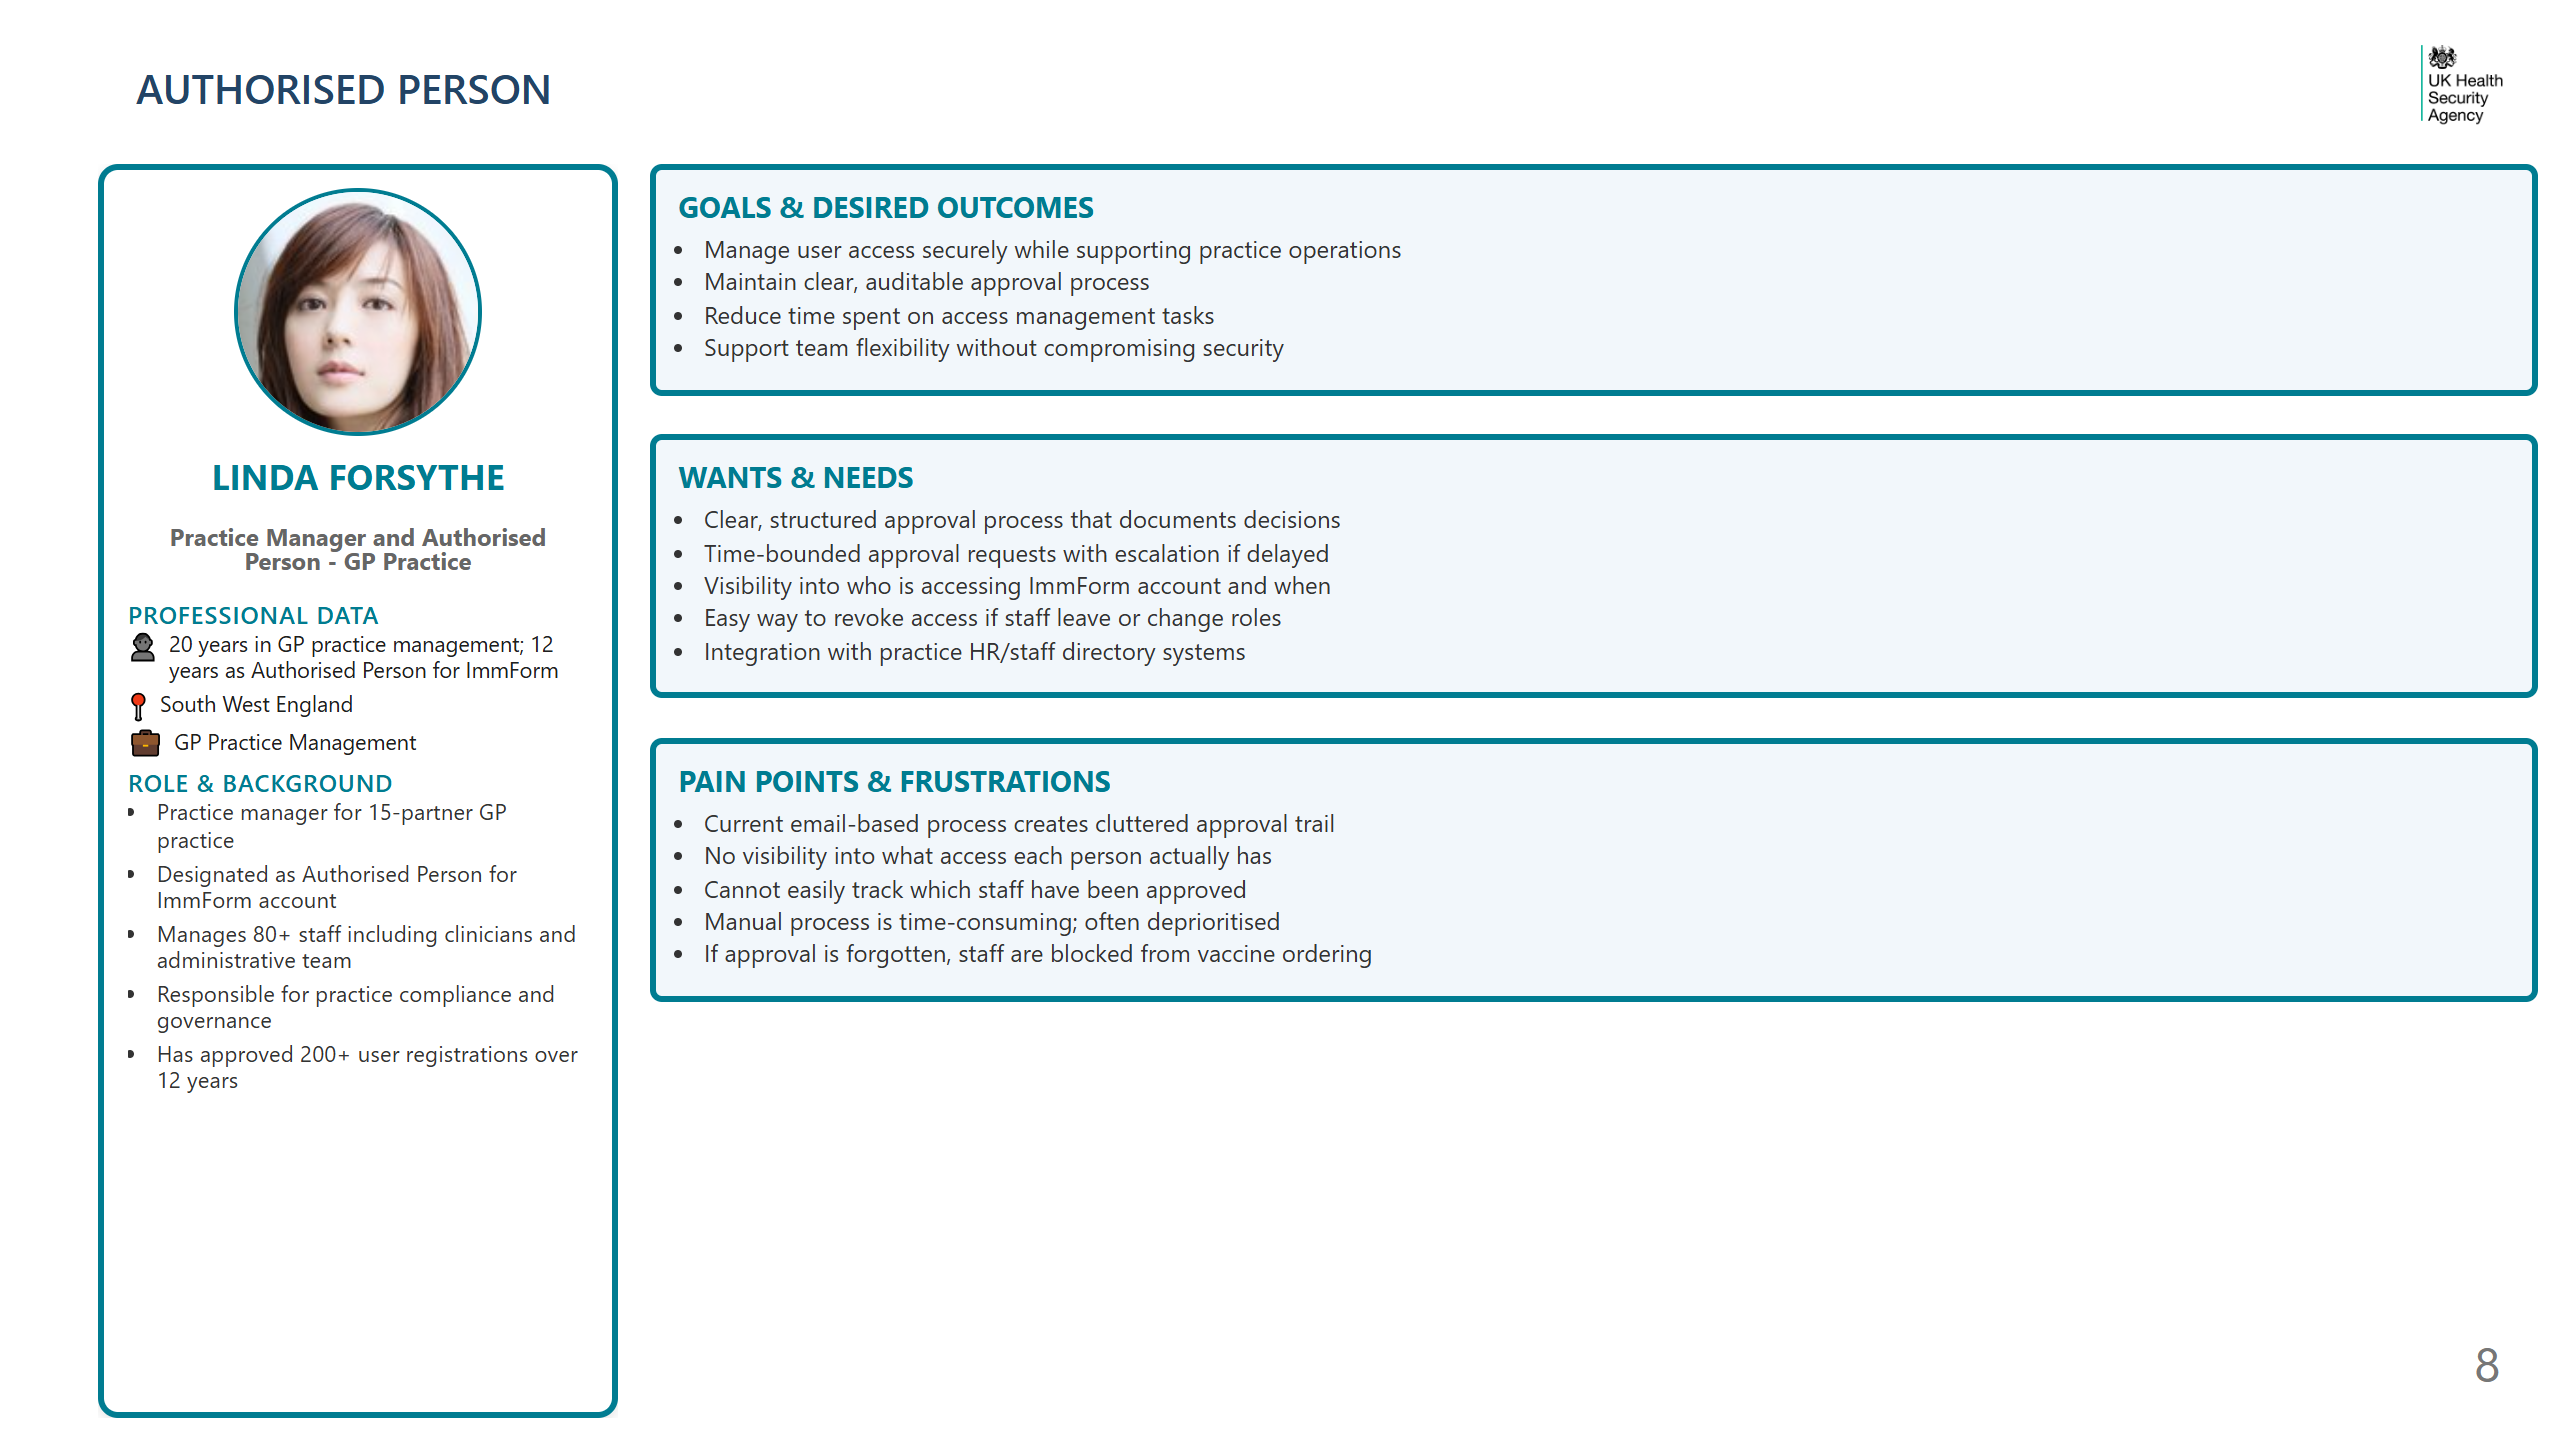 AUTHORISED PERSON
UK Health
Security
Agency
LINDA FORSYTHE
Practice Manager and Authorised
Person - GP Practice
PROFESSIONAL DATA
20 years in GP practice management; 12
years as Authorised Person for ImmForm
South West England
GP Practice Management
ROLE & BACKGROUND
• Practice manager for 15-partner GP
practice
• Designated as Authorised Person for
ImmForm account
• Manages 80+ staff including clinicians and
administrative team
• Responsible for practice compliance and
governance
• Has approved 200+ user registrations over
12 years
GOALS & DESIRED OUTCOMES
• Manage user access securely while supporting practice operations
• Maintain clear, auditable approval process
• Reduce time spent on access management tasks
• Support team flexibility without compromising security
WANTS & NEEDS
• Clear, structured approval process that documents decisions
• Time-bounded approval requests with escalation if delayed
• Visibility into who is accessing ImmForm account and when
• Easy way to revoke access if staff leave or change roles
• Integration with practice HR/staff directory systems
PAIN POINTS & FRUSTRATIONS
• Current email-based process creates cluttered approval trail
• No visibility into what access each person actually has
• Cannot easily track which staff have been approved
• Manual process is time-consuming; often deprioritised
• If approval is forgotten, staff are blocked from vaccine ordering
8